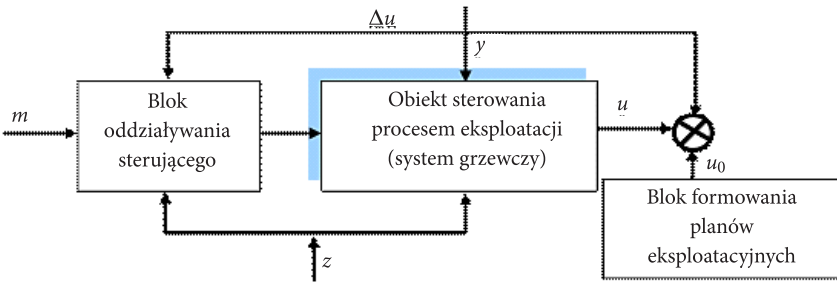 Δu
y
m
Blok
oddziaływania
sterującego
Obiekt sterowania
procesem eksploatacji
(system grzewczy)
u
u₀
Blok formowania
planów
eksploatacyjnych
z